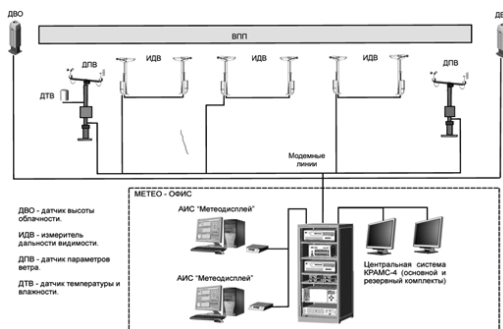 ДВО
ДВ
ВПП
ИДВ
ИДВ
ИДВ
ДПВ
ДПВ
ДТВ
Модемные
линии
МЕТЕО - ОФИС
АИС "Метеодисплей"
АИС "Метеодисплей"
Центральная система
КРАМС-4 (основной и
резервный комплекты)
ДВО - датчик высоты
облачности.
ИДВ - измеритель
дальности видимости.
ДПВ - датчик параметров
ветра.
ДТВ - датчик температуры и
влажности.